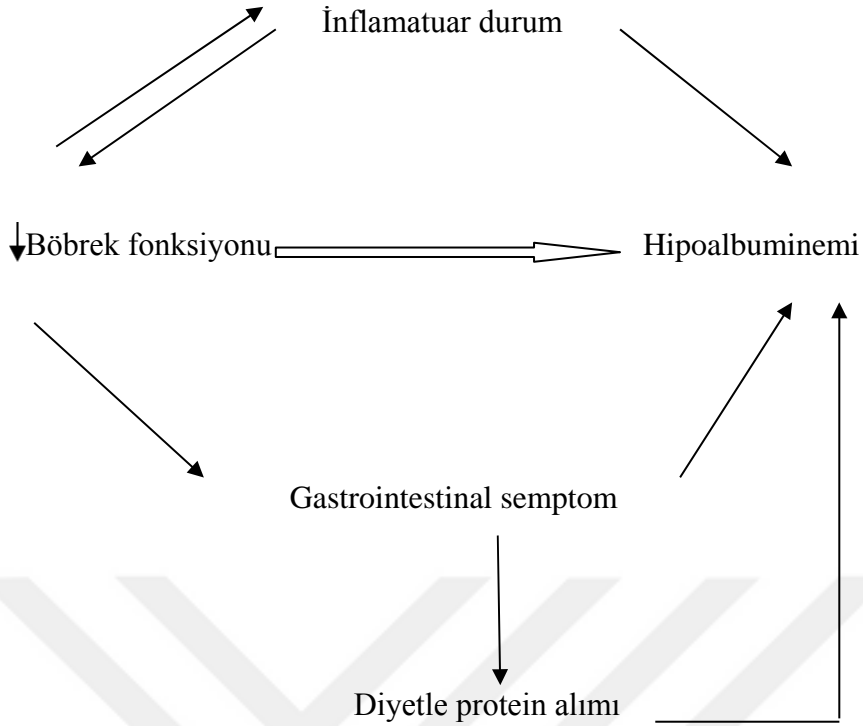 İnflamatuar durum
Böbrek fonksiyonu
Hipoalbuminemi
Gastrointestinal semptom
Diyetle protein alımı